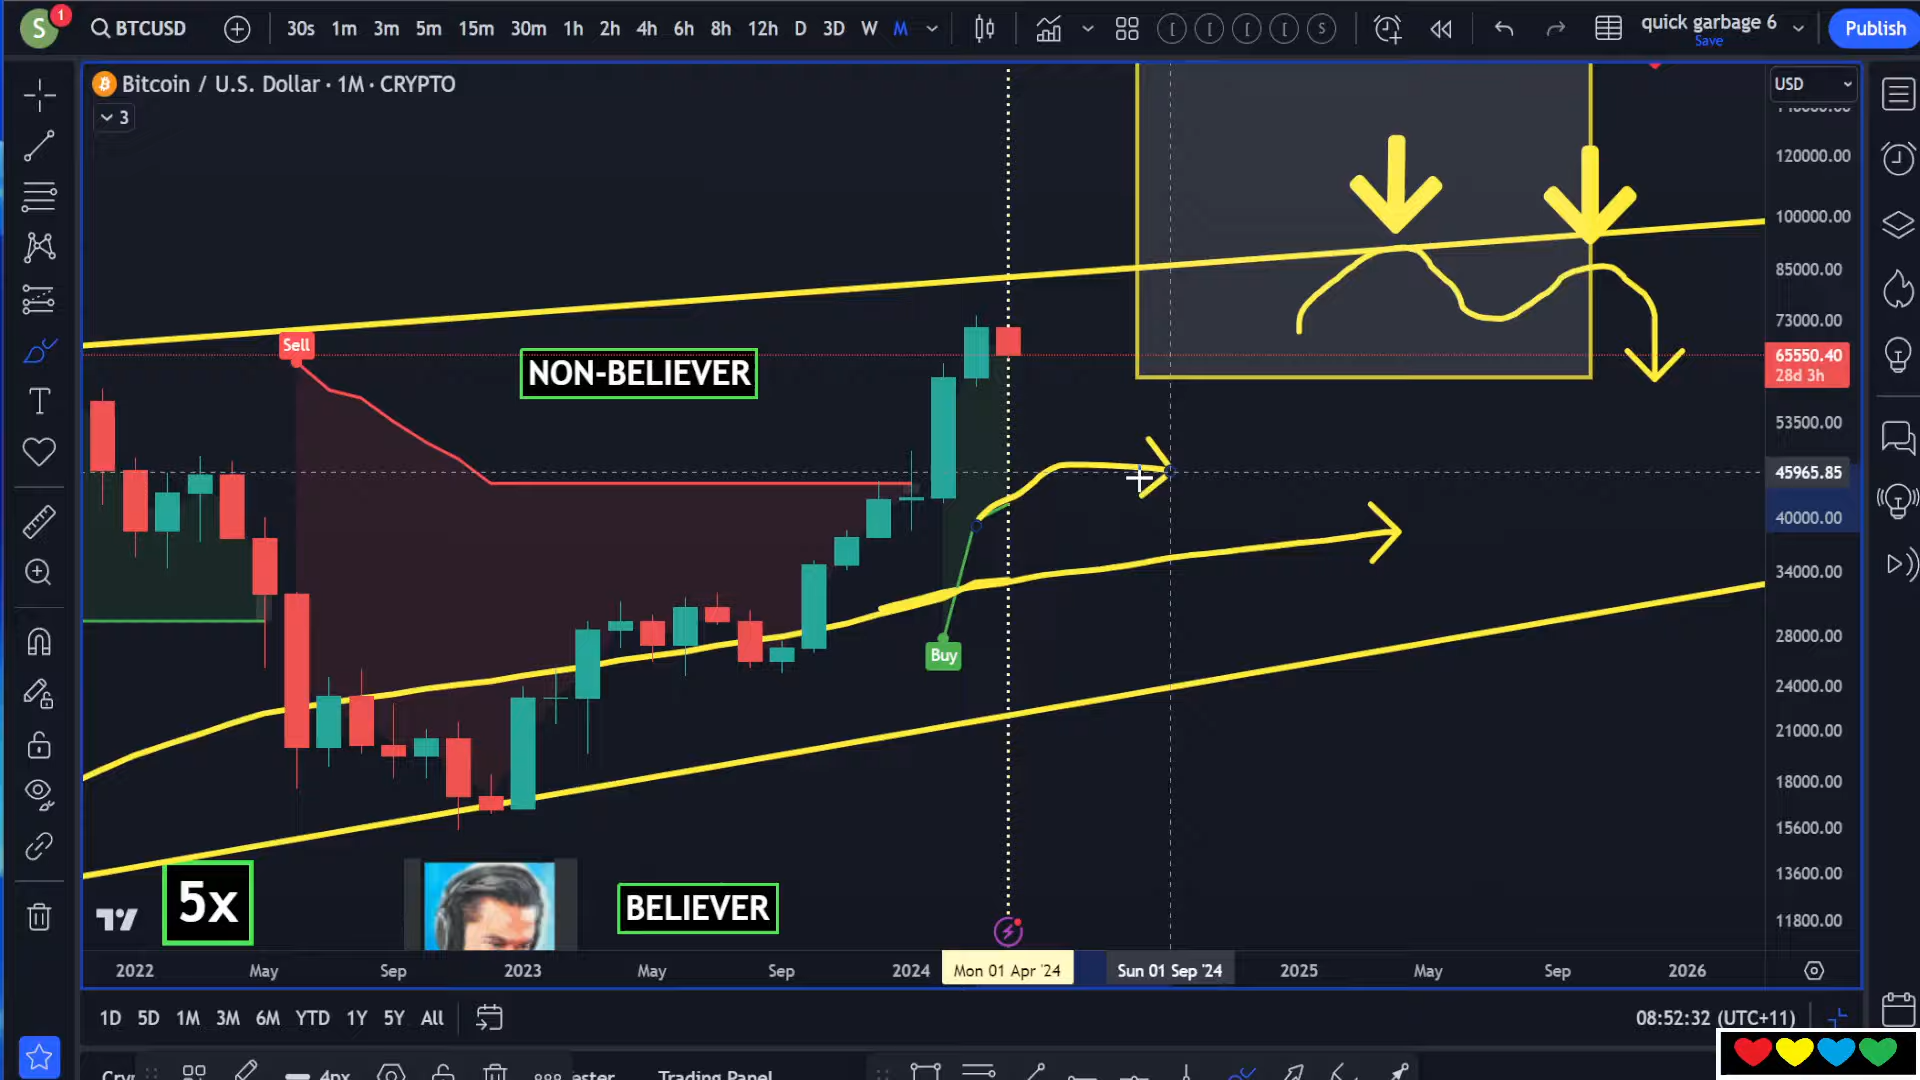 S 1 BTCUSD 30s 1m 3m 5m 15m 30m 1h 2h 4h 6h 8h 12h D 3D W M [ [ [ [ S quick garbage 6 Publish
Save
Bitcoin / U.S. Dollar · 1M · CRYPTO
USD
3
120000.00
100000.00
85000.00
73000.00
65550.40
28d 3h
53500.00
45965.85
40000.00
34000.00
28000.00
24000.00
21000.00
18000.00
15600.00
13600.00
11800.00
Sell
NON-BELIEVER
Buy
5x
BELIEVER
2022 May Sep 2023 May Sep 2024 Mon 01 Apr '24 Sun 01 Sep '24 2025 May Sep 2026
1D 5D 1M 3M 6M YTD 1Y 5Y All
08:52:32 (UTC+11)
4px
Trading Panel